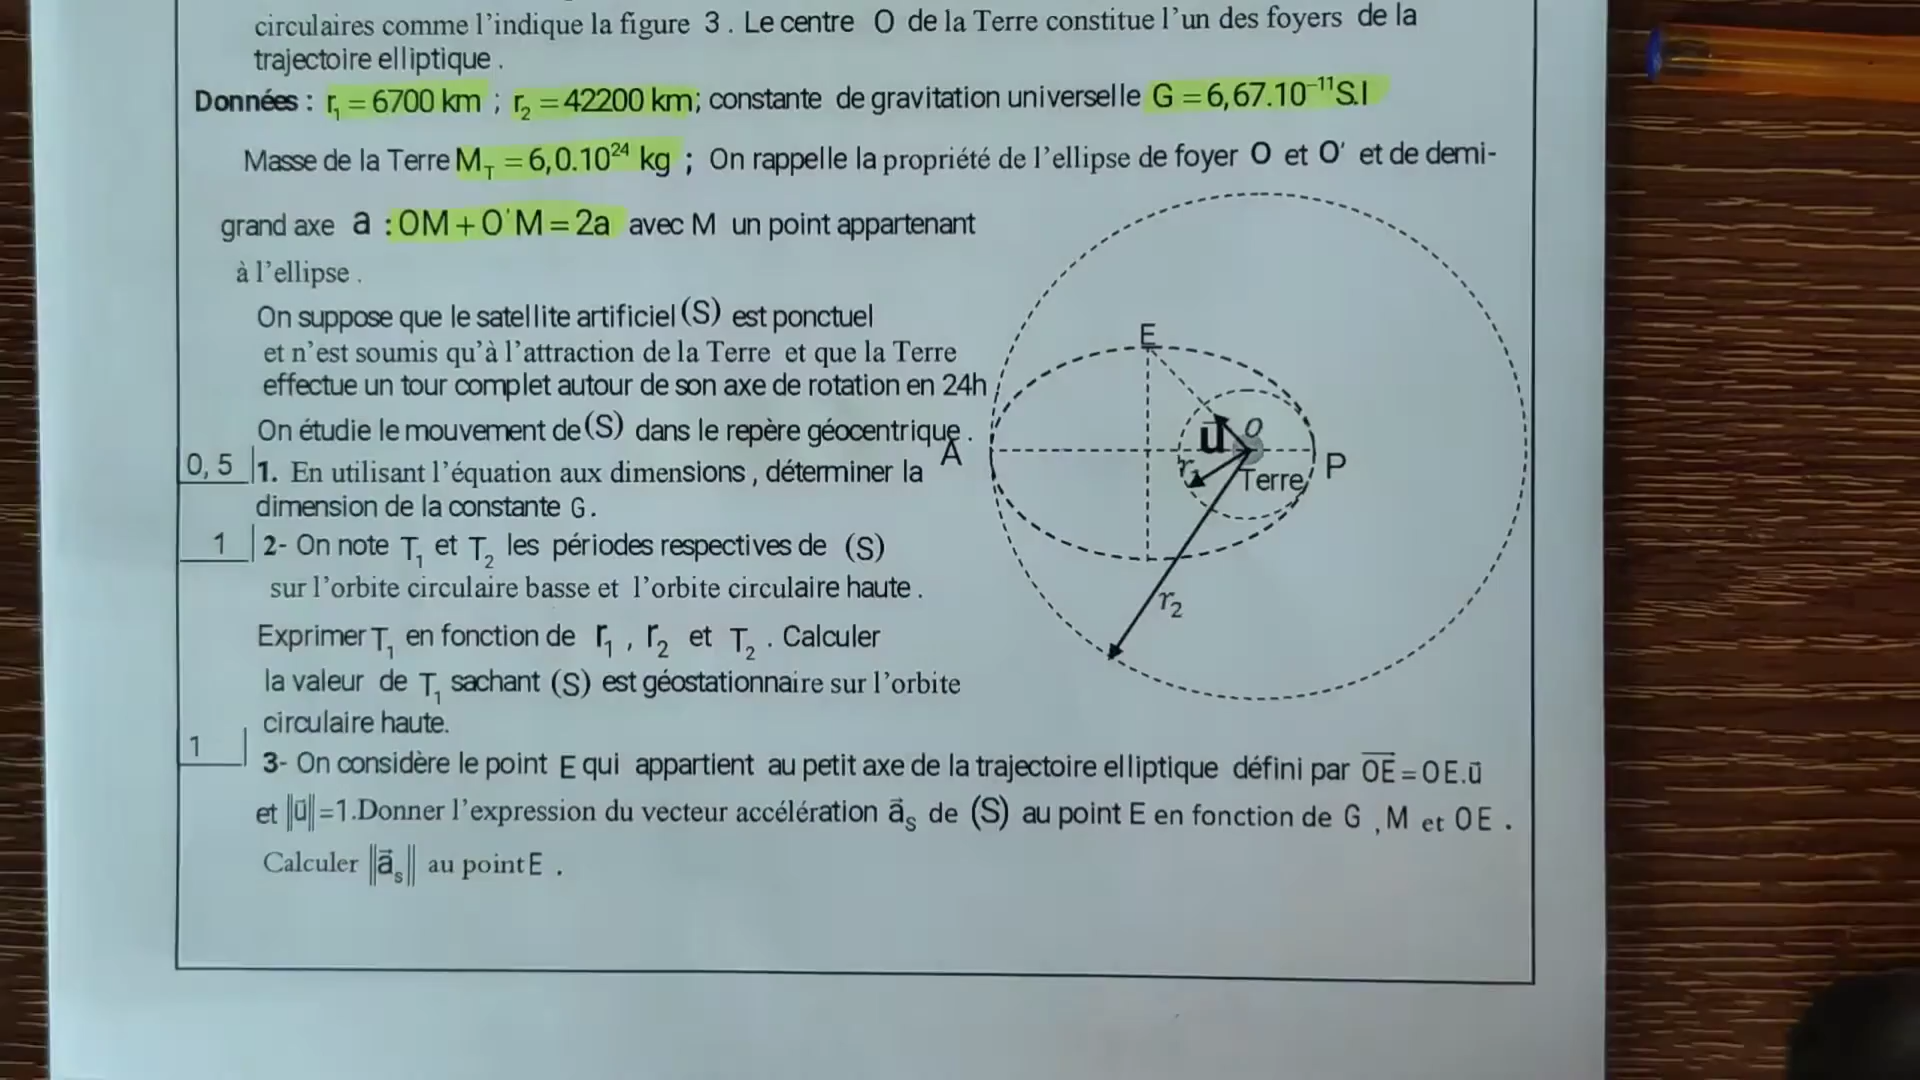 circulaires comme l'indique la figure 3 . Le centre O de la Terre constitue l'un des foyers de la
trajectoire elliptique .
Données : r₁ = 6700 km ; r₂ = 42200 km; constante de gravitation universelle G = 6,67.10⁻¹¹S.I
Masse de la Terre M_T = 6,0.10²⁴ kg ; On rappelle la propriété de l'ellipse de foyer O et O' et de demi-
grand axe a : OM + O'M = 2a avec M un point appartenant
à l'ellipse .
On suppose que le satellite artificiel (S) est ponctuel
et n'est soumis qu'à l'attraction de la Terre et que la Terre
effectue un tour complet autour de son axe de rotation en 24h
On étudie le mouvement de (S) dans le repère géocentrique .
0,5 1. En utilisant l'équation aux dimensions , déterminer la
dimension de la constante G .
1 2- On note T₁ et T₂ les périodes respectives de (S)
sur l'orbite circulaire basse et l'orbite circulaire haute .
Exprimer T₁ en fonction de r₁ , r₂ et T₂ . Calculer
la valeur de T₁ sachant (S) est géostationnaire sur l'orbite
circulaire haute.
1 3- On considère le point E qui appartient au petit axe de la trajectoire elliptique défini par \overrightarrow{OE} = OE.ū
et ‖ū‖=1.Donner l'expression du vecteur accélération a⃗ₛ de (S) au point E en fonction de G , M et OE .
Calculer ‖a⃗ₛ‖ au point E .
E
A
u
O
r₁
Terre
P
r₂